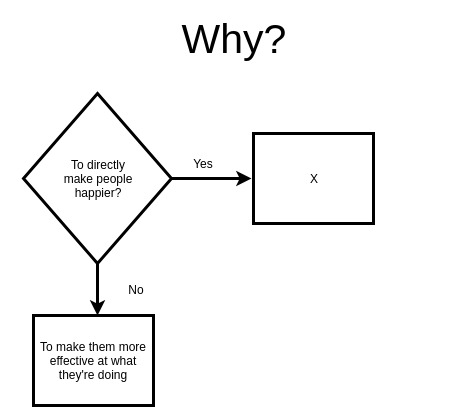 Why?
To directly
make people
happier?
Yes
X
No
To make them more
effective at what
they're doing